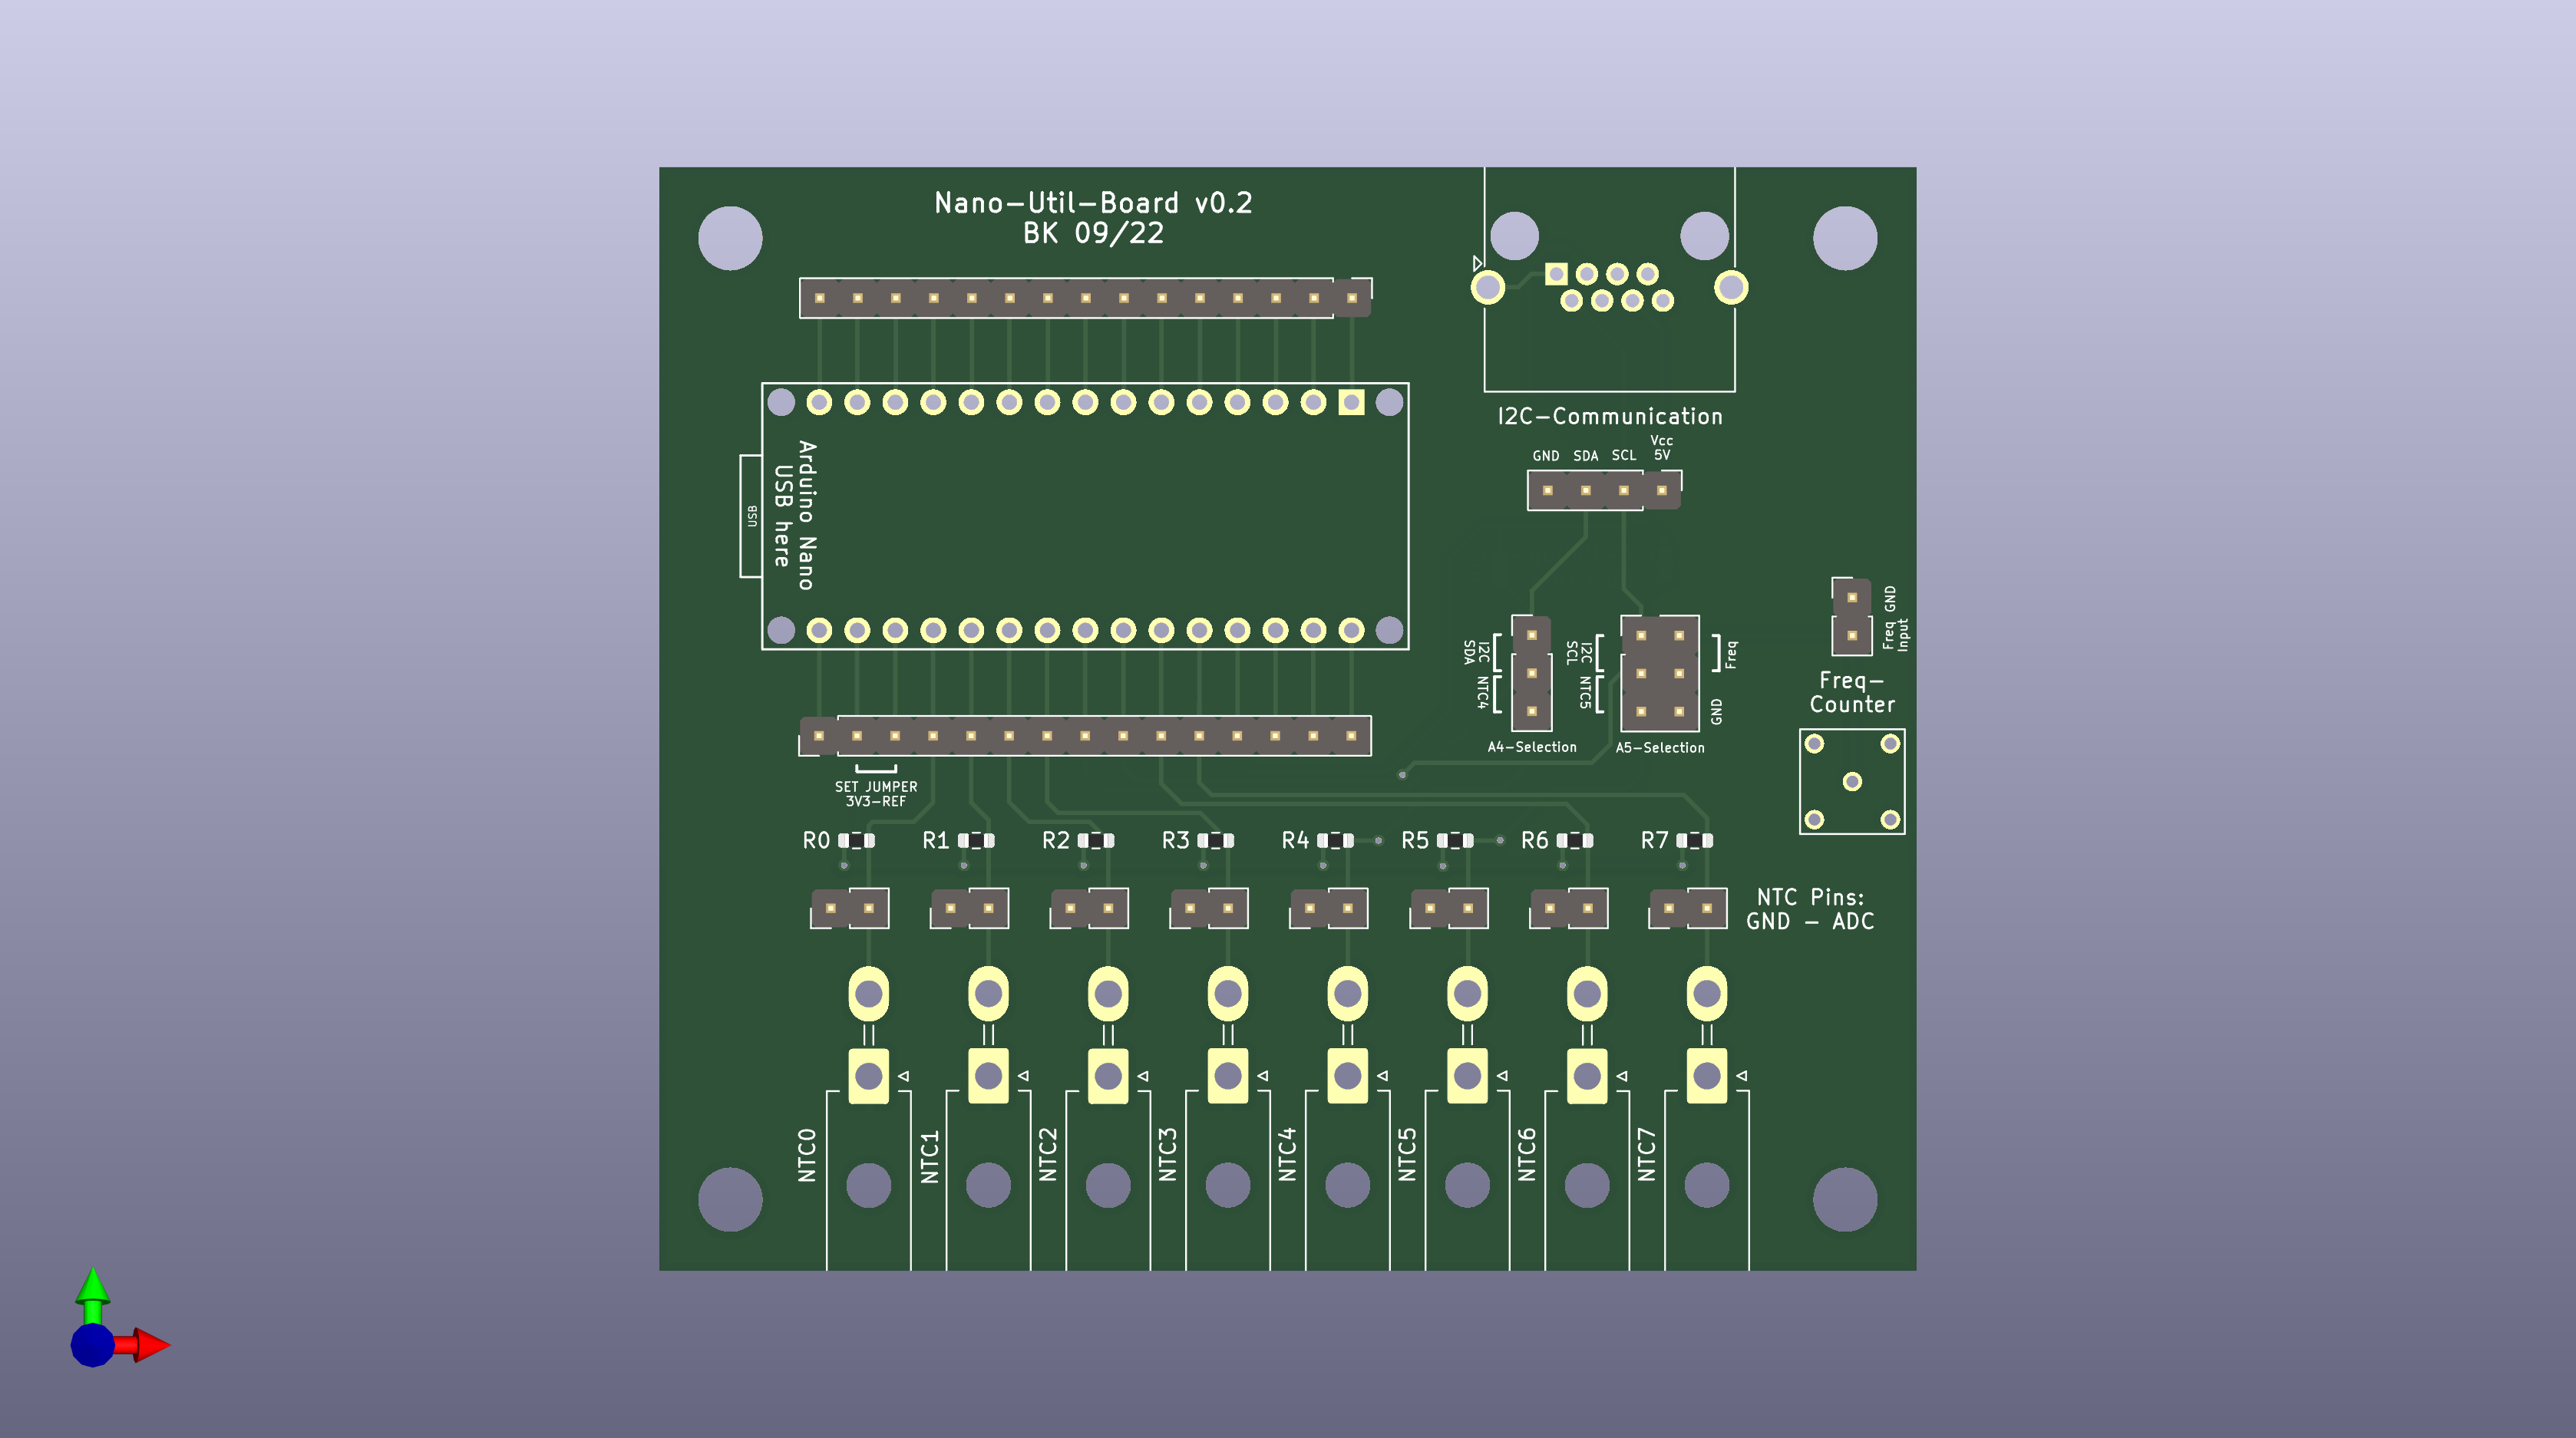 Nano-Util-Board v0.2
BK 09/22
I2C-Communication
GND SDA SCL Vcc
5V
Arduino Nano
USB here
USB
I2C
SDA
NTC4
I2C
SCL
NTC5
Freq
GND
A4-Selection
A5-Selection
GND
Freq
Input
Freq-
Counter
SET JUMPER
3V3-REF
R0 R1 R2 R3 R4 R5 R6 R7
NTC Pins:
GND - ADC
NTC0 NTC1 NTC2 NTC3 NTC4 NTC5 NTC6 NTC7